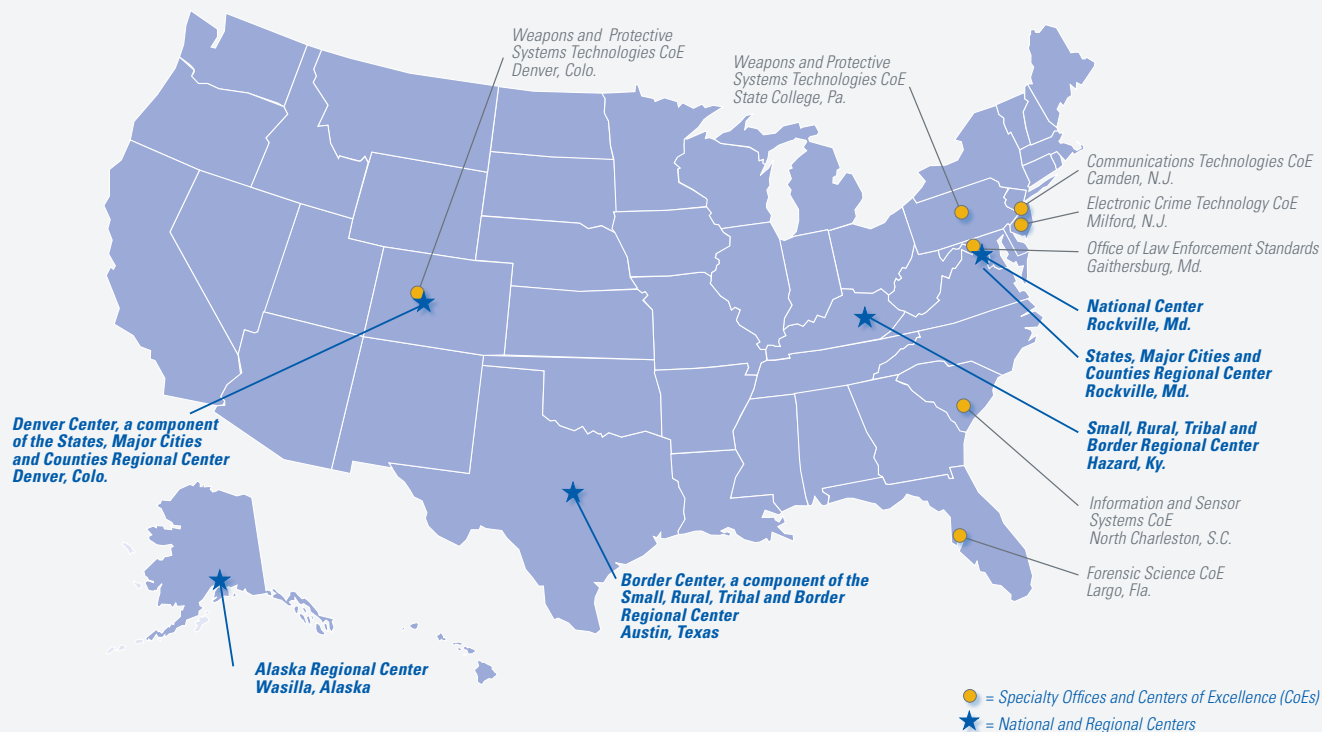 Weapons and Protective
Systems Technologies CoE
Denver, Colo.
Weapons and Protective
Systems Technologies CoE
State College, Pa.
Communications Technologies CoE
Camden, N.J.
Electronic Crime Technology CoE
Milford, N.J.
Office of Law Enforcement Standards
Gaithersburg, Md.
National Center
Rockville, Md.
States, Major Cities and
Counties Regional Center
Rockville, Md.
Small, Rural, Tribal and
Border Regional Center
Hazard, Ky.
Denver Center, a component
of the States, Major Cities
and Counties Regional Center
Denver, Colo.
Information and Sensor
Systems CoE
North Charleston, S.C.
Forensic Science CoE
Largo, Fla.
Border Center, a component of the
Small, Rural, Tribal and Border
Regional Center
Austin, Texas
Alaska Regional Center
Wasilla, Alaska
= Specialty Offices and Centers of Excellence (CoEs)
= National and Regional Centers